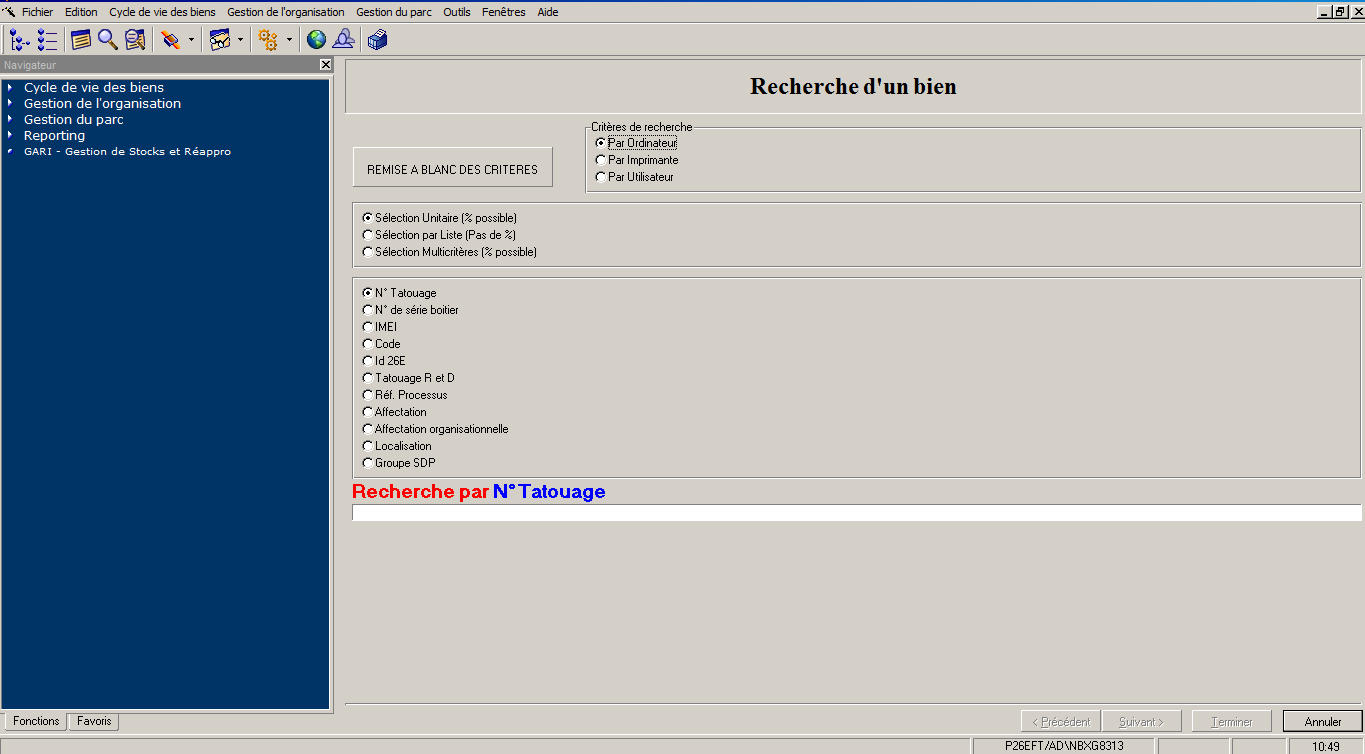 Fichier Edition Cycle de vie des biens Gestion de l'organisation Gestion du parc Outils Fenêtres Aide
Navigateur
Cycle de vie des biens
Gestion de l'organisation
Gestion du parc
Reporting
GARI - Gestion de Stocks et Réappro
Recherche d'un bien
Critères de recherche
Par Ordinateur
Par Imprimante
Par Utilisateur
REMISE A BLANC DES CRITERES
Sélection Unitaire (% possible)
Sélection par Liste (Pas de %)
Sélection Multicritères (% possible)
N° Tatouage
N° de série boitier
IMEI
Code
Id 26E
Tatouage R et D
Réf. Processus
Affectation
Affectation organisationnelle
Localisation
Groupe SDP
Recherche par N° Tatouage
Fonctions Favoris
< Précédent Suivant > Terminer Annuler
P26EFT/AD\NBXG8313 10:49